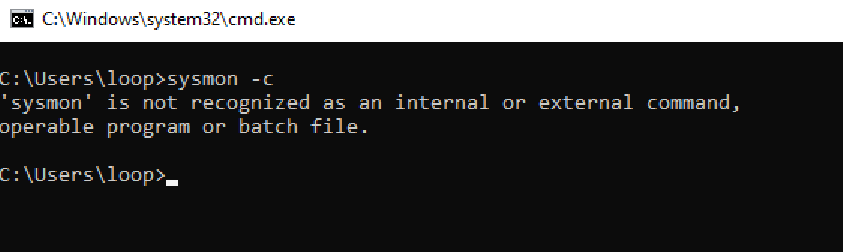 C:\Windows\system32\cmd.exe
C:\Users\loop>sysmon -c
'sysmon' is not recognized as an internal or external command,
operable program or batch file.
C:\Users\loop>